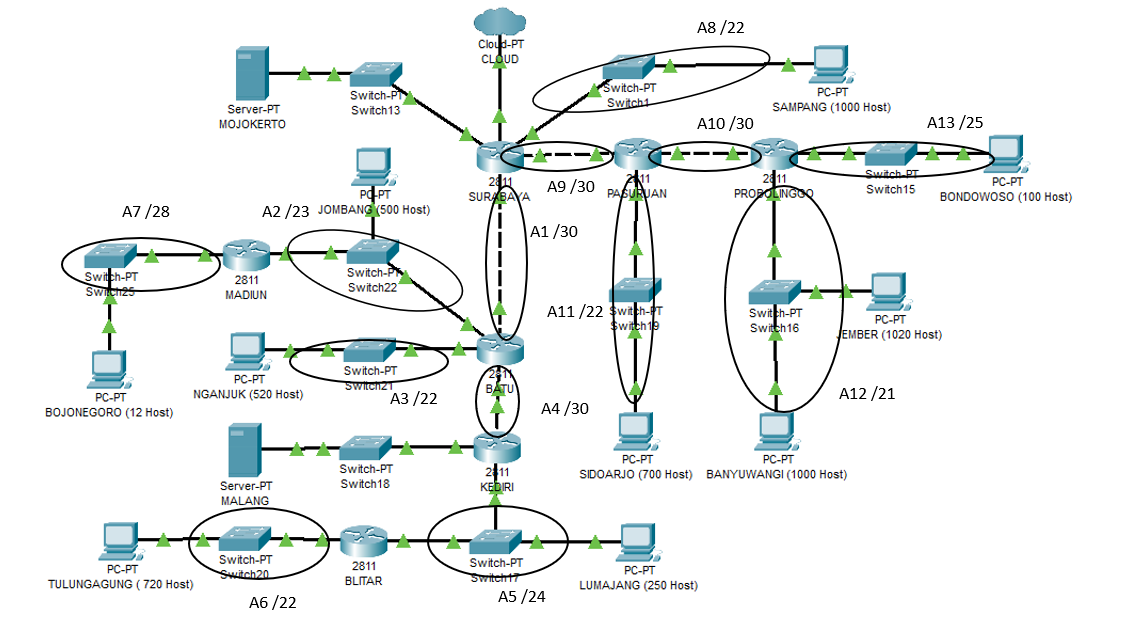 Cloud-PT
CLOUD
A8 /22
Server-PT
MOJOKERTO
Switch-PT
Switch13
Switch-PT
Switch1
PC-PT
SAMPANG (1000 Host)
A10 /30
A13 /25
2811
SURABAYA
A9 /30
2811
PASURUAN
2811
PROBOLINGGO
Switch-PT
Switch15
PC-PT
BONDOWOSO (100 Host)
PC-PT
JOMBANG (500 Host)
A7 /28
A2 /23
A1 /30
Switch-PT
Switch25
2811
MADIUN
Switch-PT
Switch22
A11 /22
Switch-PT
Switch19
Switch-PT
Switch16
PC-PT
JEMBER (1020 Host)
PC-PT
BOJONEGORO (12 Host)
PC-PT
NGANJUK (520 Host)
Switch-PT
Switch21
A3 /22
2811
BATU
A4 /30
A12 /21
Server-PT
MALANG
Switch-PT
Switch18
2811
KEDIRI
PC-PT
SIDOARJO (700 Host)
PC-PT
BANYUWANGI (1000 Host)
PC-PT
TULUNGAGUNG ( 720 Host)
Switch-PT
Switch20
2811
BLITAR
Switch-PT
Switch17
PC-PT
LUMAJANG (250 Host)
A6 /22
A5 /24